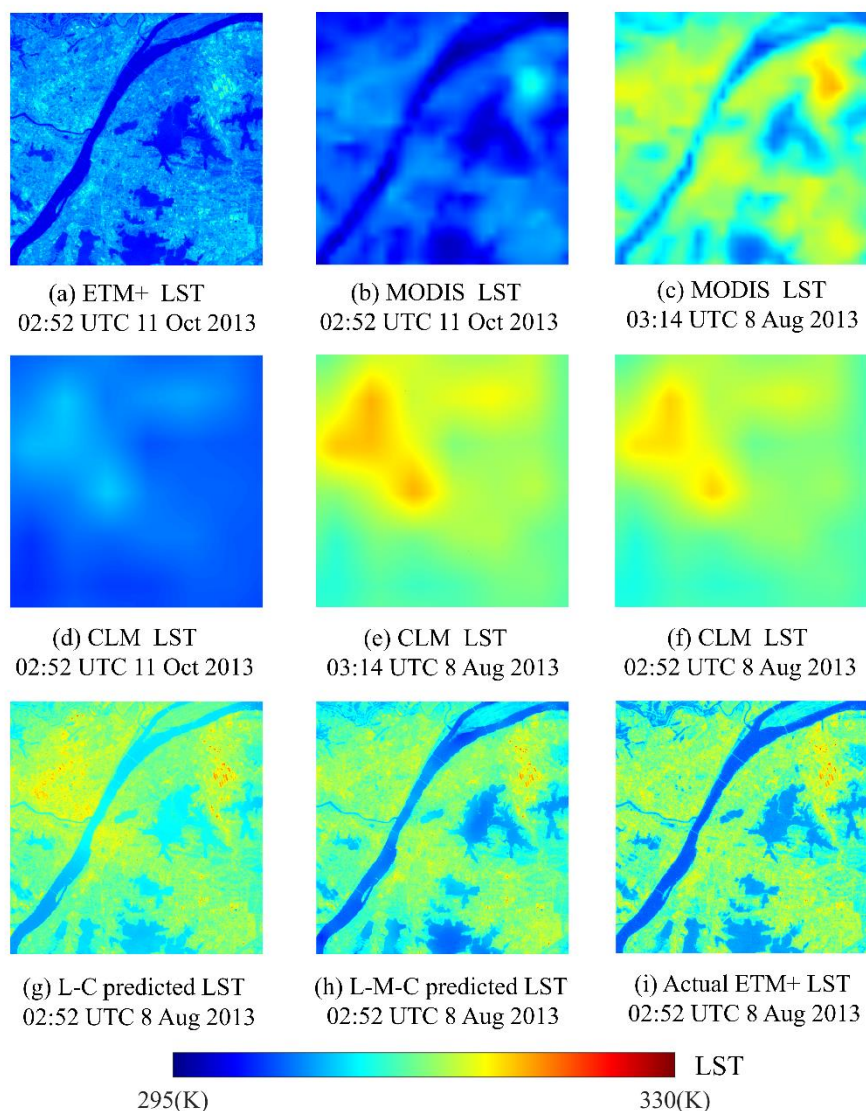 (a) ETM+ LST
02:52 UTC 11 Oct 2013
(b) MODIS LST
02:52 UTC 11 Oct 2013
(c) MODIS LST
03:14 UTC 8 Aug 2013
(d) CLM LST
02:52 UTC 11 Oct 2013
(e) CLM LST
03:14 UTC 8 Aug 2013
(f) CLM LST
02:52 UTC 8 Aug 2013
(g) L-C predicted LST
02:52 UTC 8 Aug 2013
(h) L-M-C predicted LST
02:52 UTC 8 Aug 2013
(i) Actual ETM+ LST
02:52 UTC 8 Aug 2013
LST
295(K)
330(K)